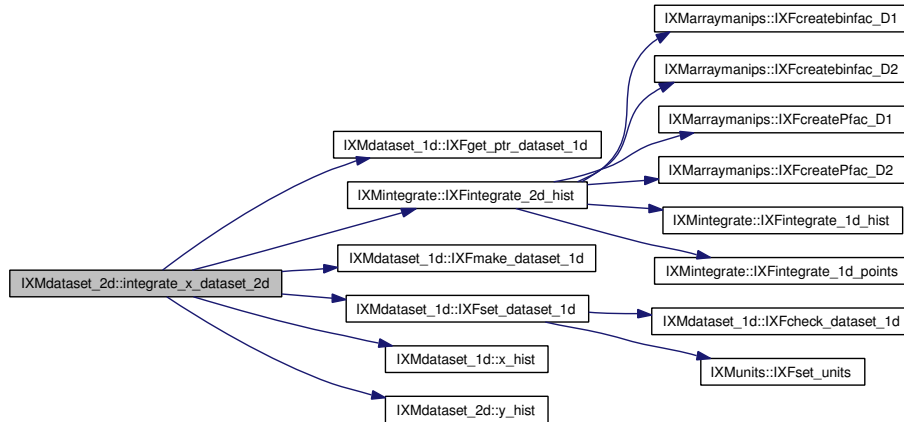 IXMarraymanips::IXFcreatebinfac_D1
IXMarraymanips::IXFcreatebinfac_D2
IXMarraymanips::IXFcreatePfac_D1
IXMdataset_1d::IXFget_ptr_dataset_1d
IXMarraymanips::IXFcreatePfac_D2
IXMintegrate::IXFintegrate_2d_hist
IXMintegrate::IXFintegrate_1d_hist
IXMdataset_1d::IXFmake_dataset_1d
IXMintegrate::IXFintegrate_1d_points
IXMdataset_2d::integrate_x_dataset_2d
IXMdataset_1d::IXFset_dataset_1d
IXMdataset_1d::IXFcheck_dataset_1d
IXMdataset_1d::x_hist
IXMunits::IXFset_units
IXMdataset_2d::y_hist